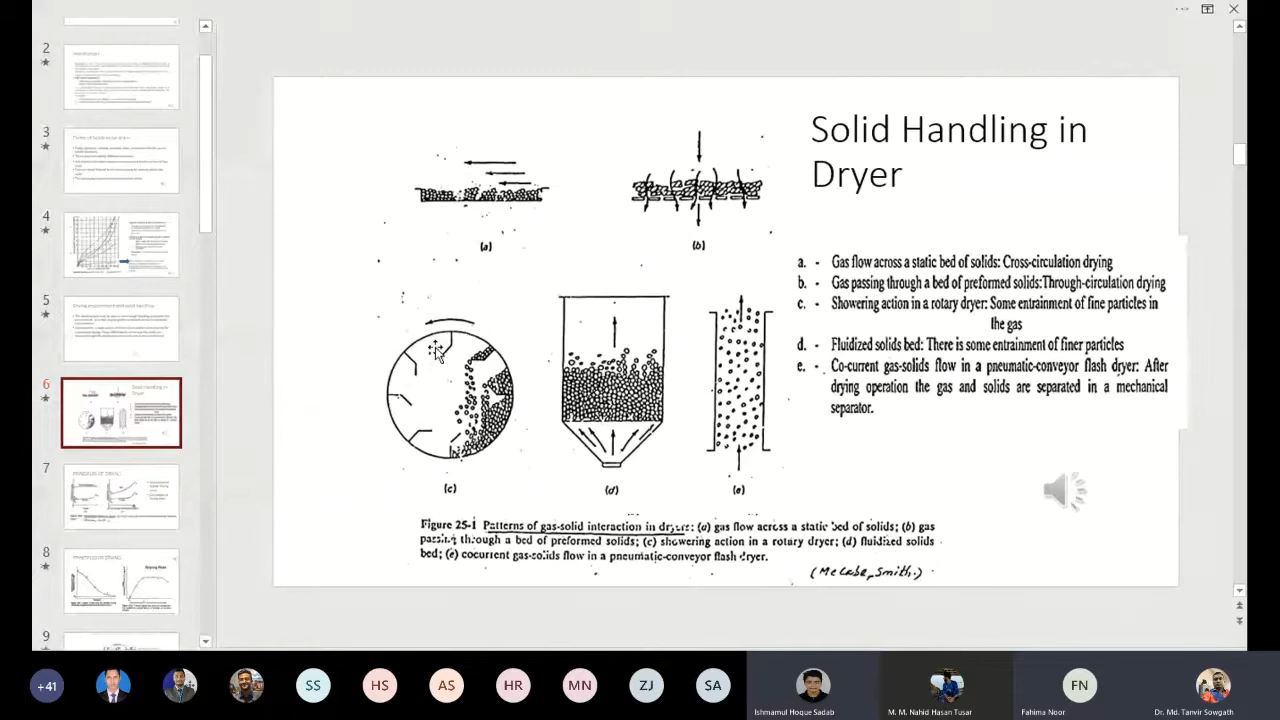 2
3
4
5
6
7
8
9
Solid Handling in
Dryer
(a)
(b)
(c)
(d)
(e)
a. - Gas flow across a static bed of solids: Cross-circulation drying
b. - Gas passing through a bed of preformed solids:Through-circulation drying
c. - Showering action in a rotary dryer: Some entrainment of fine particles in
the gas
d. - Fluidized solids bed: There is some entrainment of finer particles
e. - Co-current gas-solids flow in a pneumatic-conveyor flash dryer: After
drying operation the gas and solids are separated in a mechanical
separator.
Figure 25-1 Patterns of gas-solid interaction in dryers: (a) gas flow across a static bed of solids; (b) gas
passing through a bed of preformed solids; (c) showering action in a rotary dryer; (d) fluidized solids
bed; (e) cocurrent gas-solids flow in a pneumatic-conveyor flash dryer.
(McCabe, Smith.)
+41
SS
HS
AS
HR
MN
ZJ
SA
FN
Ishmamul Hoque Sadab
M. M. Nahid Hasan Tusar
Fahima Noor
Dr. Md. Tanvir Sowgath